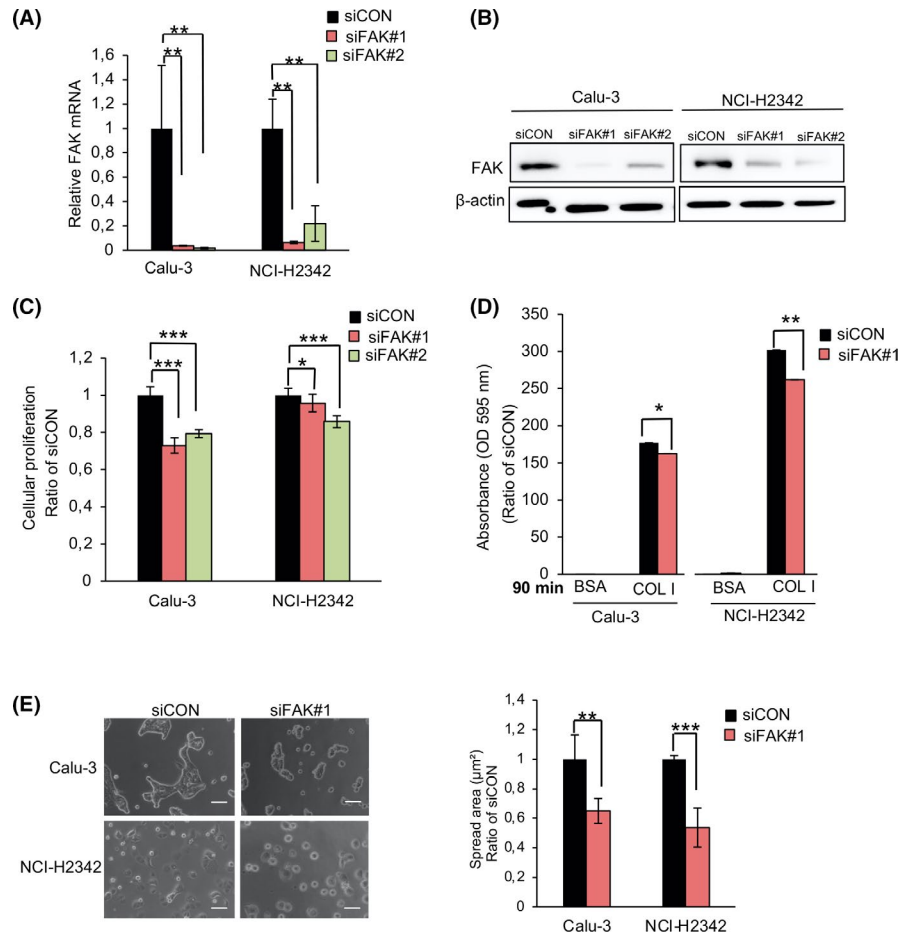 (A)
siCON
siFAK#1
siFAK#2
Relative FAK mRNA
1,6
1,4
1,2
1
0,8
0,6
0,4
0,2
0
**
**
**
**
Calu-3
NCI-H2342
(B)
Calu-3
NCI-H2342
siCON siFAK#1 siFAK#2
siCON siFAK#1 siFAK#2
FAK
β-actin
(C)
siCON
siFAK#1
siFAK#2
Cellular proliferation
Ratio of siCON
1,2
1
0,8
0,6
0,4
0,2
0
***
***
***
*
Calu-3
NCI-H2342
(D)
siCON
siFAK#1
Absorbance (OD 595 nm)
(Ratio of siCON)
350
300
250
200
150
100
50
0
*
**
90 min
BSA
COL I
BSA
COL I
Calu-3
NCI-H2342
(E)
siCON
siFAK#1
Calu-3
NCI-H2342
siCON
siFAK#1
Spread area (µm²)
Ratio of siCON
1,4
1,2
1
0,8
0,6
0,4
0,2
0
**
***
Calu-3
NCI-H2342